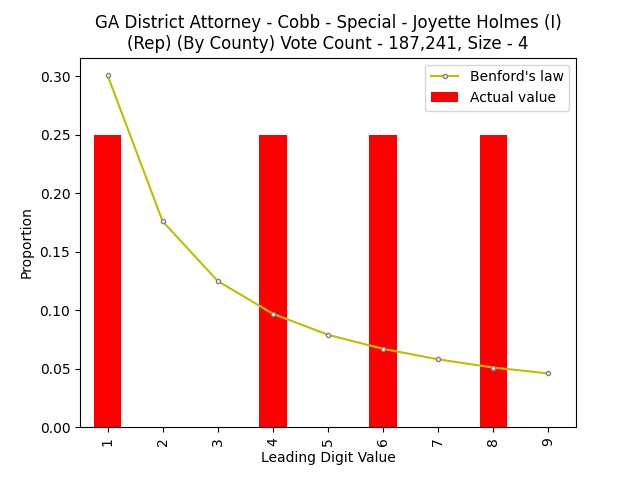 GA District Attorney - Cobb - Special - Joyette Holmes (I)
(Rep) (By County) Vote Count - 187,241, Size - 4
Benford's law
Actual value
0.30
0.25
0.20
0.15
0.10
0.05
0.00
Proportion
1 2 3 4 5 6 7 8 9
Leading Digit Value